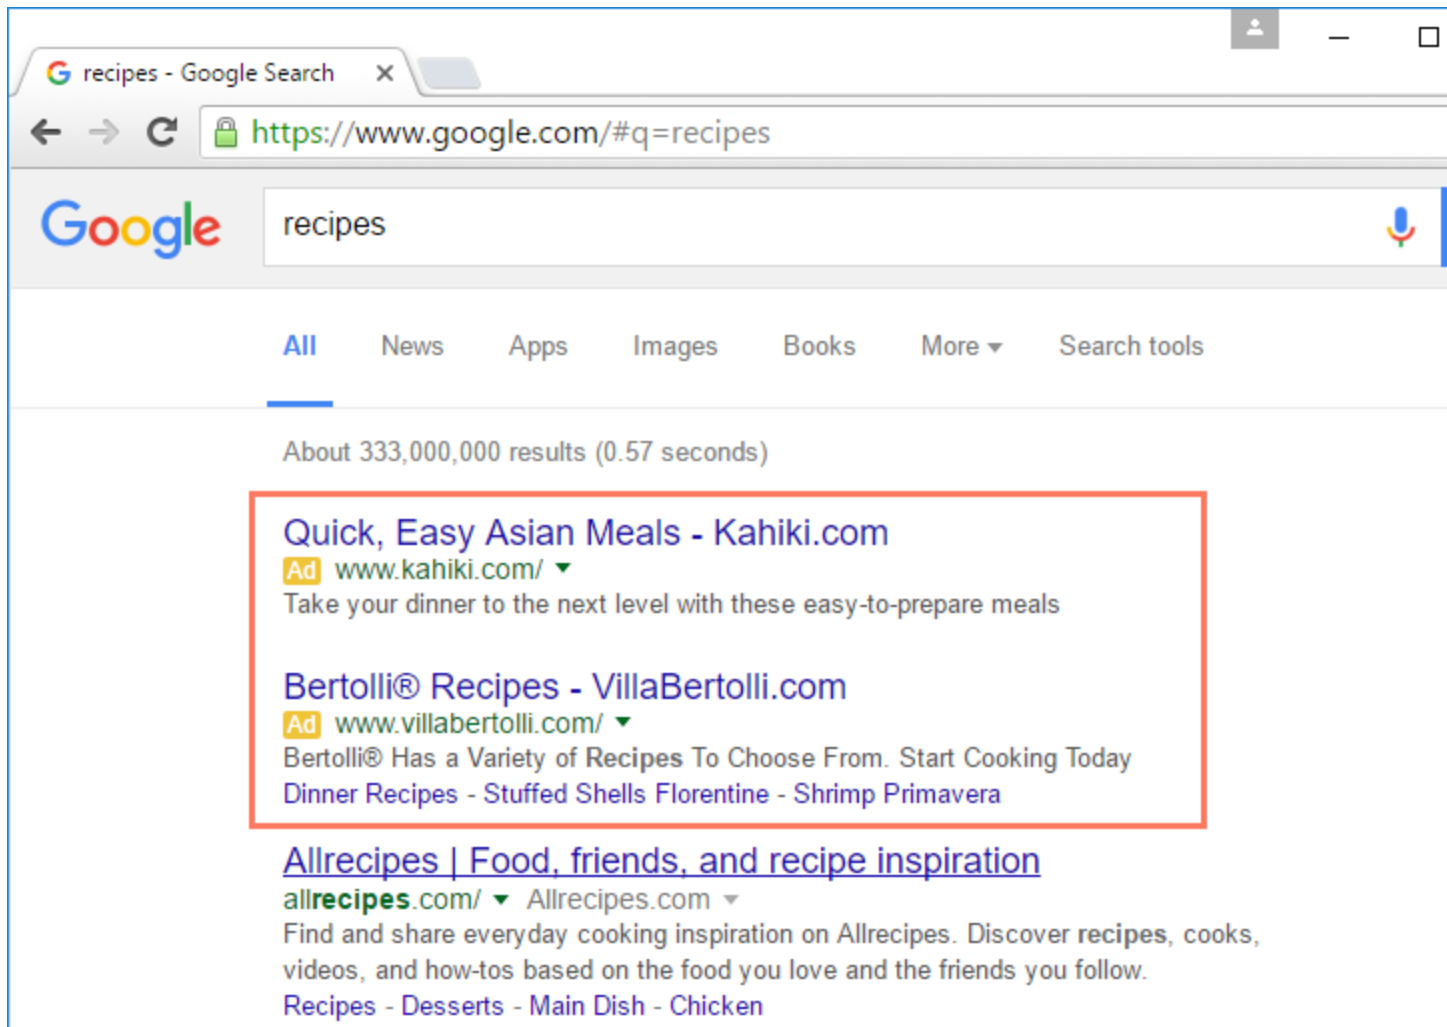 recipes - Google Search
https://www.google.com/#q=recipes
Google recipes
All News Apps Images Books More Search tools
About 333,000,000 results (0.57 seconds)
Quick, Easy Asian Meals - Kahiki.com
Ad www.kahiki.com/
Take your dinner to the next level with these easy-to-prepare meals
Bertolli® Recipes - VillaBertolli.com
Ad www.villabertolli.com/
Bertolli® Has a Variety of Recipes To Choose From. Start Cooking Today
Dinner Recipes - Stuffed Shells Florentine - Shrimp Primavera
Allrecipes | Food, friends, and recipe inspiration
allrecipes.com/ Allrecipes.com
Find and share everyday cooking inspiration on Allrecipes. Discover recipes, cooks,
videos, and how-tos based on the food you love and the friends you follow.
Recipes - Desserts - Main Dish - Chicken